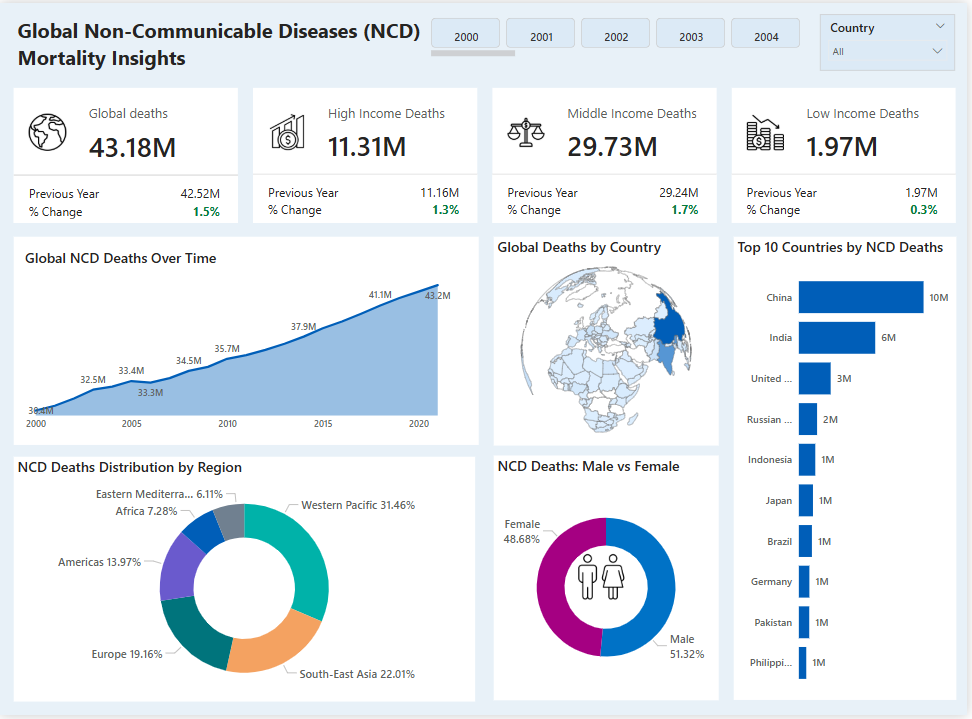 Global Non-Communicable Diseases (NCD)
Mortality Insights
2000
2001
2002
2003
2004
Country
All
Global deaths
43.18M
Previous Year 42.52M
% Change 1.5%
High Income Deaths
11.31M
Previous Year 11.16M
% Change 1.3%
Middle Income Deaths
29.73M
Previous Year 29.24M
% Change 1.7%
Low Income Deaths
1.97M
Previous Year 1.97M
% Change 0.3%
Global NCD Deaths Over Time
30.4M
32.5M
33.4M
33.3M
34.5M
35.7M
37.9M
41.1M
43.2M
2000
2005
2010
2015
2020
Global Deaths by Country
Top 10 Countries by NCD Deaths
China 10M
India 6M
United ... 3M
Russian ... 2M
Indonesia 1M
Japan 1M
Brazil 1M
Germany 1M
Pakistan 1M
Philippi... 1M
NCD Deaths Distribution by Region
Eastern Mediterra... 6.11%
Africa 7.28%
Americas 13.97%
Europe 19.16%
Western Pacific 31.46%
South-East Asia 22.01%
NCD Deaths: Male vs Female
Female
48.68%
Male
51.32%